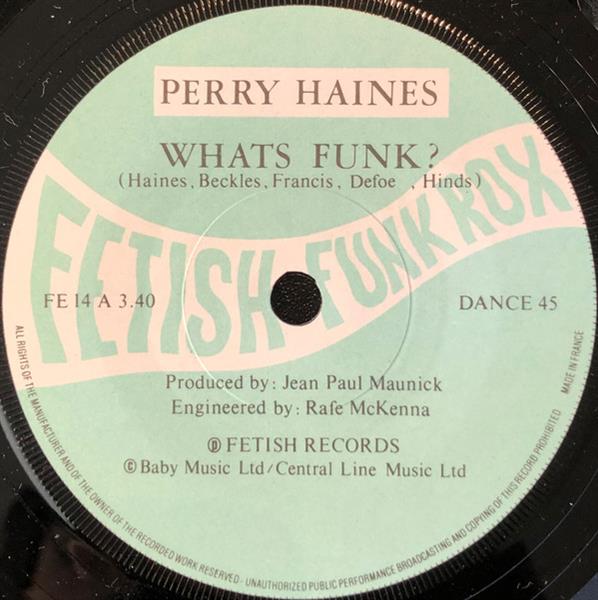 PERRY HAINES
WHATS FUNK?
(Haines, Beckles, Francis, Defoe , Hinds)
FETISH FUNK ROX
FE 14 A 3.40
DANCE 45
Produced by: Jean Paul Maunick
Engineered by: Rafe McKenna
Ⓟ FETISH RECORDS
© Baby Music Ltd/Central Line Music Ltd
ALL RIGHTS OF THE MANUFACTURER AND OF THE OWNER OF THE RECORDED WORK RESERVED - UNAUTHORIZED PUBLIC PERFORMANCE BROADCASTING AND COPYING OF THIS RECORD PROHIBITED
MADE IN FRANCE